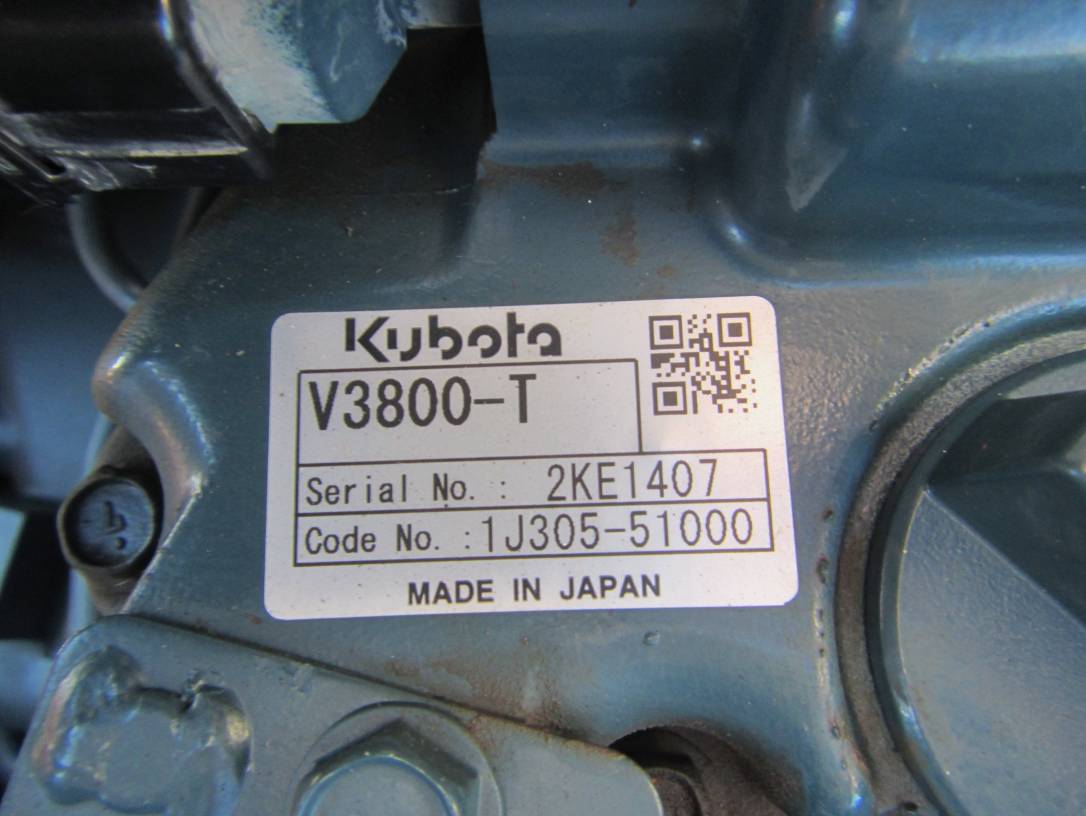 Kubota
V3800-T
Serial No. : 2KE1407
Code No. : 1J305-51000
MADE IN JAPAN